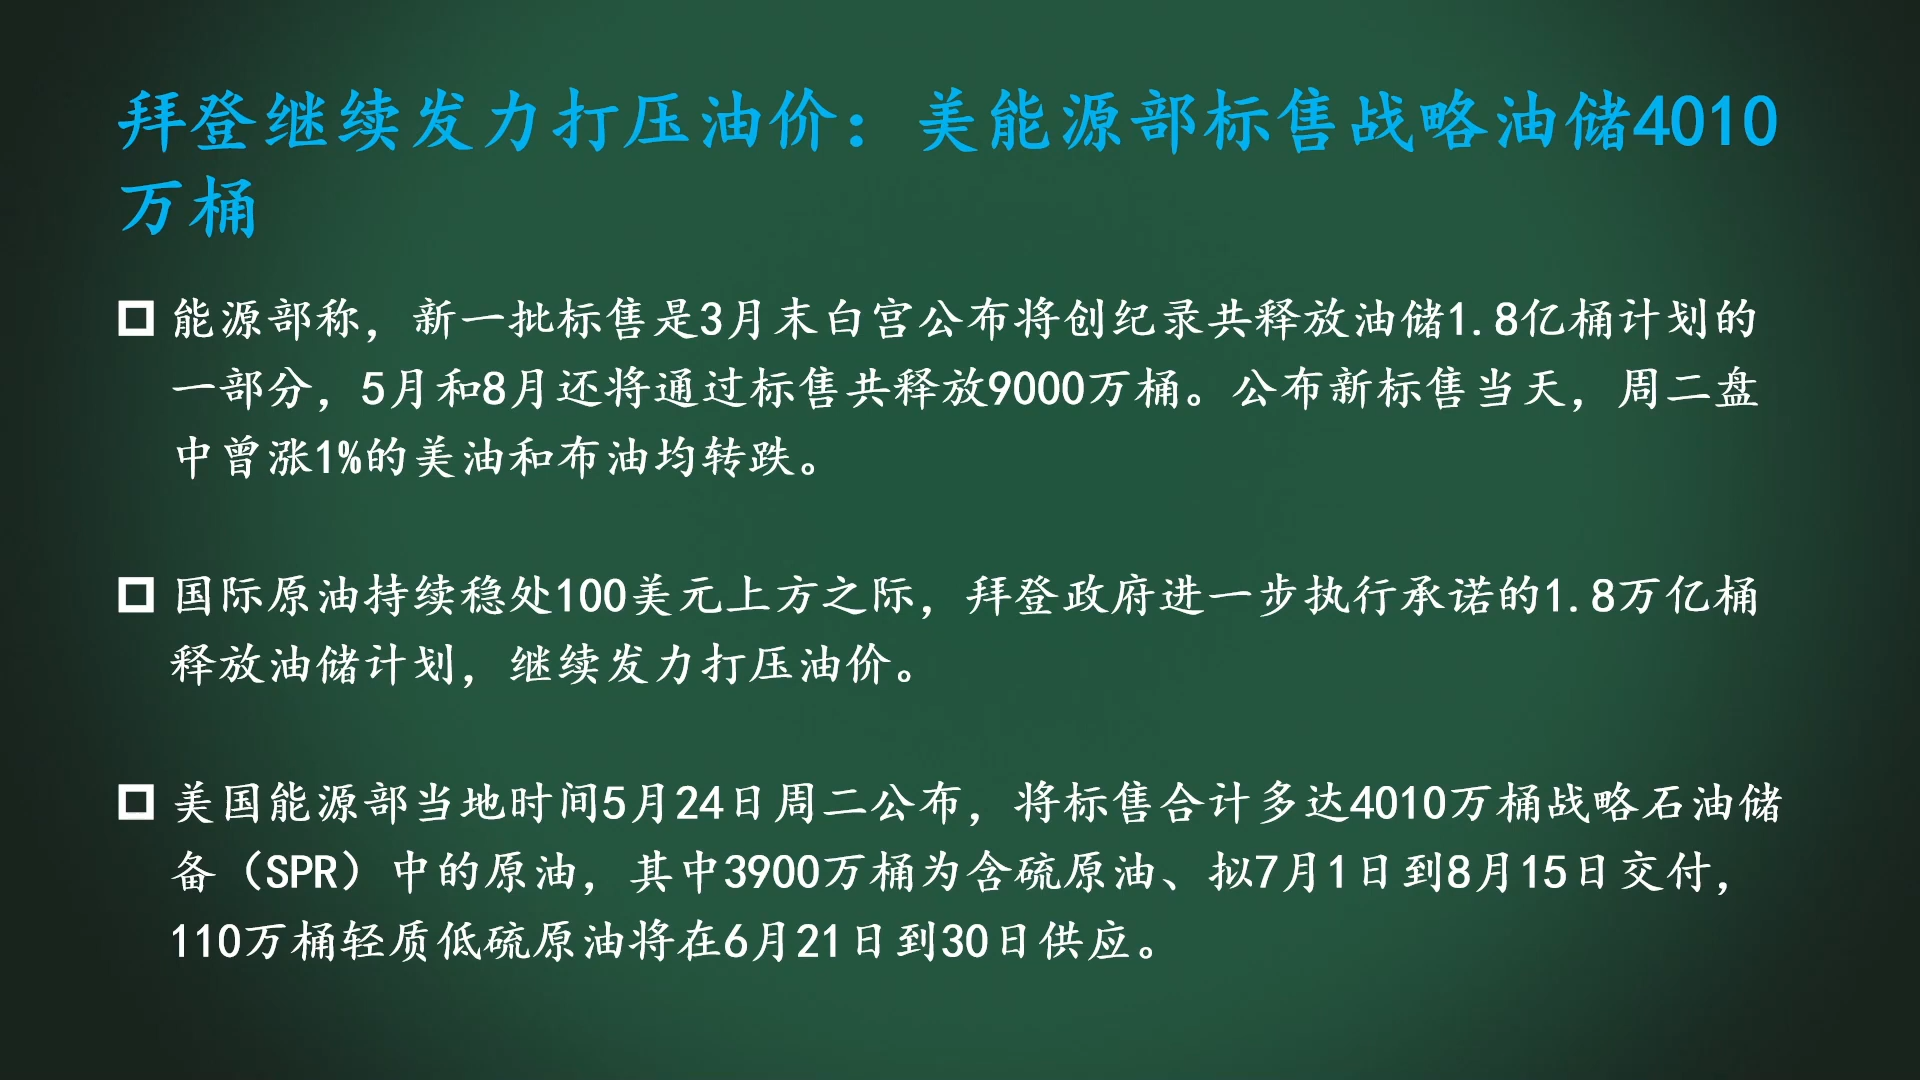 拜登继续发力打压油价：美能源部标售战略油储4010
万桶
能源部称，新一批标售是3月末白宫公布将创纪录共释放油储1.8亿桶计划的
一部分，5月和8月还将通过标售共释放9000万桶。公布新标售当天，周二盘
中曾涨1%的美油和布油均转跌。
国际原油持续稳处100美元上方之际，拜登政府进一步执行承诺的1.8万亿桶
释放油储计划，继续发力打压油价。
美国能源部当地时间5月24日周二公布，将标售合计多达4010万桶战略石油储
备（SPR）中的原油，其中3900万桶为含硫原油、拟7月1日到8月15日交付，
110万桶轻质低硫原油将在6月21日到30日供应。